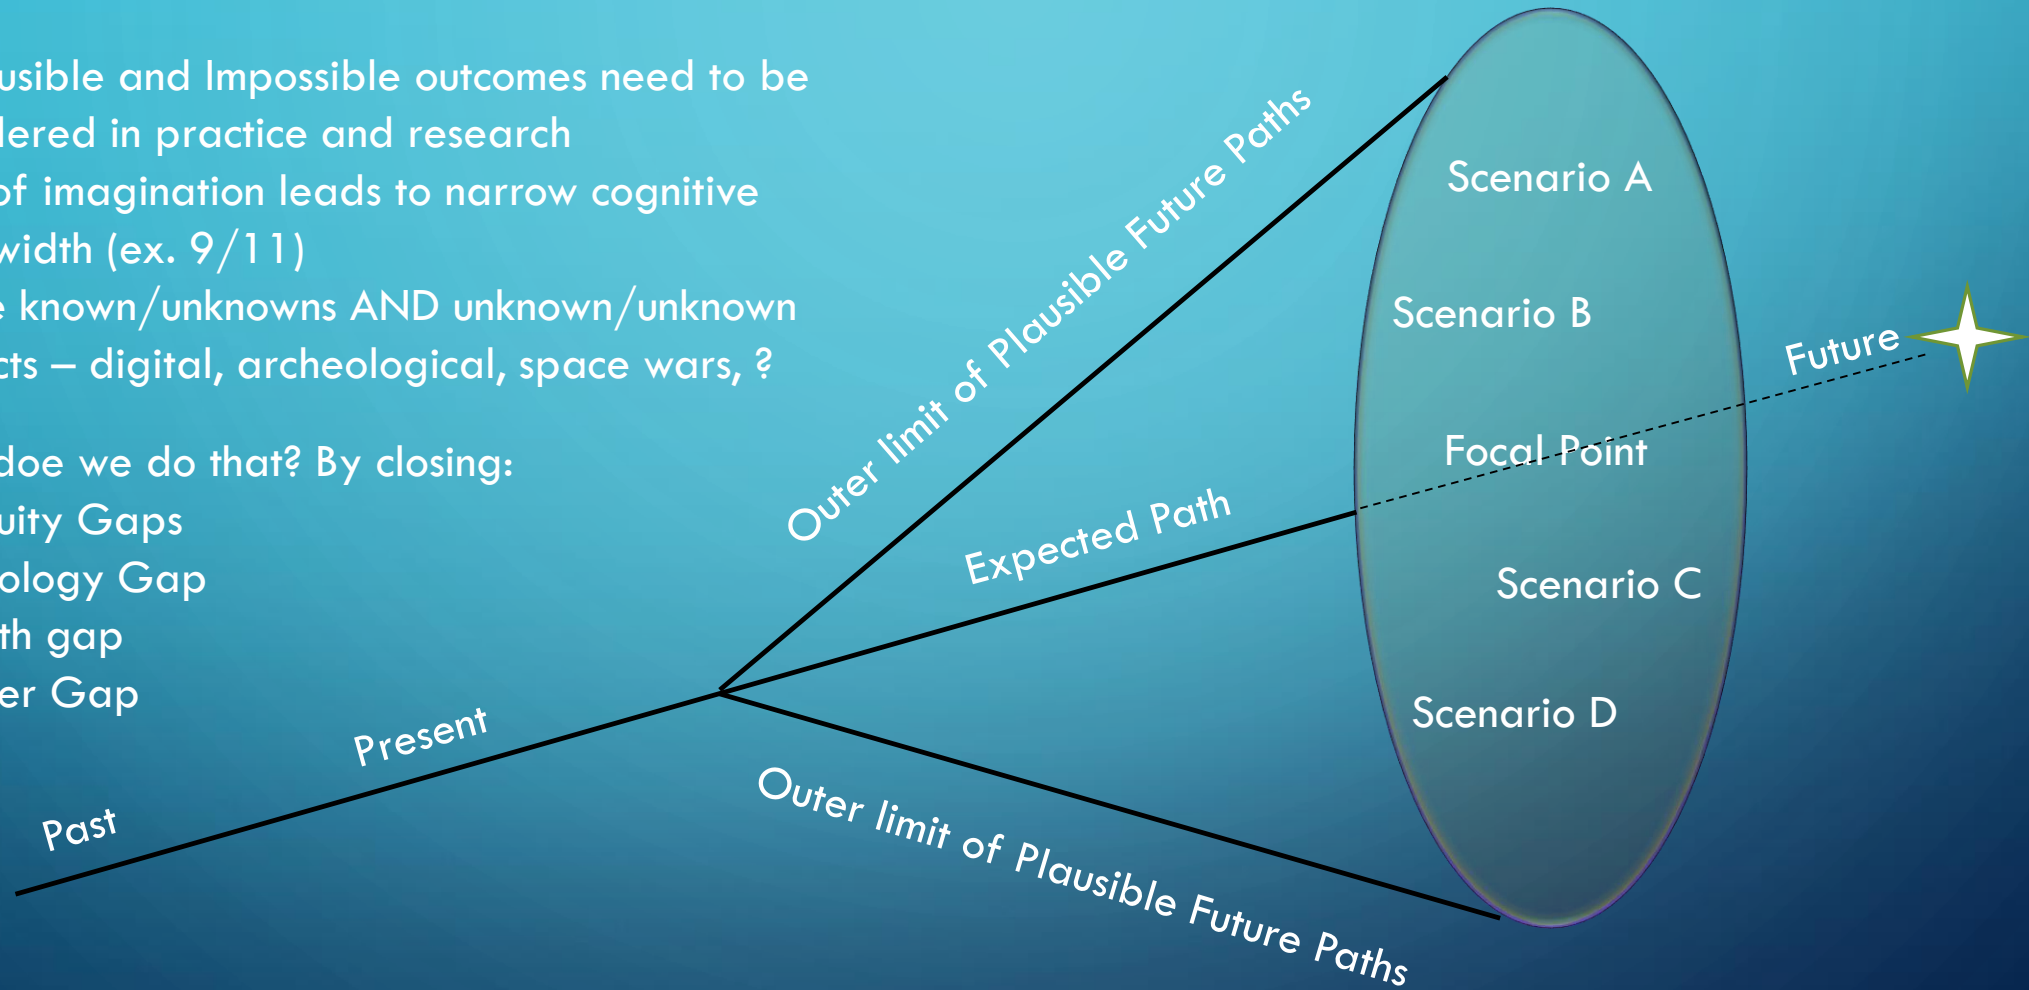 usible and Impossible outcomes need to be
lered in practice and research
of imagination leads to narrow cognitive
width (ex. 9/11)
e known/unknowns AND unknown/unknown
cts – digital, archeological, space wars, ?
doe we do that? By closing:
uity Gaps
ology Gap
th gap
er Gap
Past
Present
Outer limit of Plausible Future Paths
Expected Path
Outer limit of Plausible Future Paths
Scenario A
Scenario B
Focal Point
Scenario C
Scenario D
Future